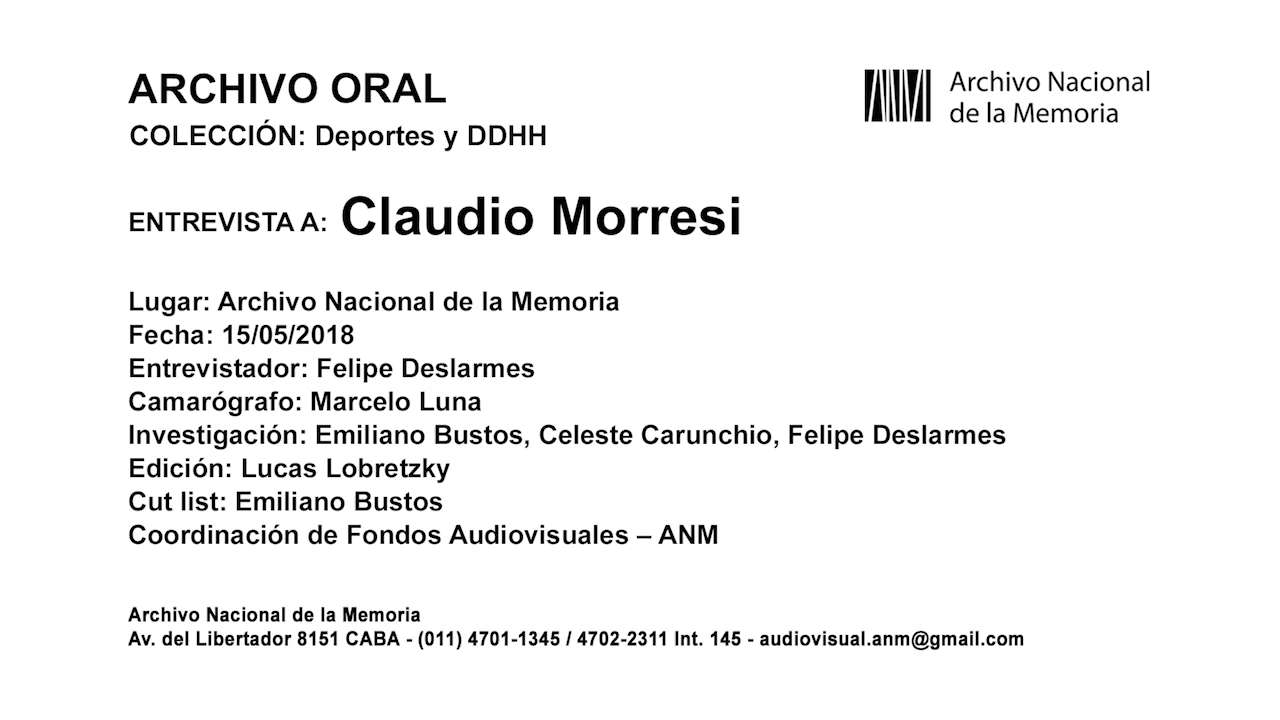 ARCHIVO ORAL
COLECCIÓN: Deportes y DDHH
Archivo Nacional
de la Memoria
ENTREVISTA A: Claudio Morresi
Lugar: Archivo Nacional de la Memoria
Fecha: 15/05/2018
Entrevistador: Felipe Deslarmes
Camarógrafo: Marcelo Luna
Investigación: Emiliano Bustos, Celeste Carunchio, Felipe Deslarmes
Edición: Lucas Lobretzky
Cut list: Emiliano Bustos
Coordinación de Fondos Audiovisuales – ANM
Archivo Nacional de la Memoria
Av. del Libertador 8151 CABA - (011) 4701-1345 / 4702-2311 Int. 145 - audiovisual.anm@gmail.com